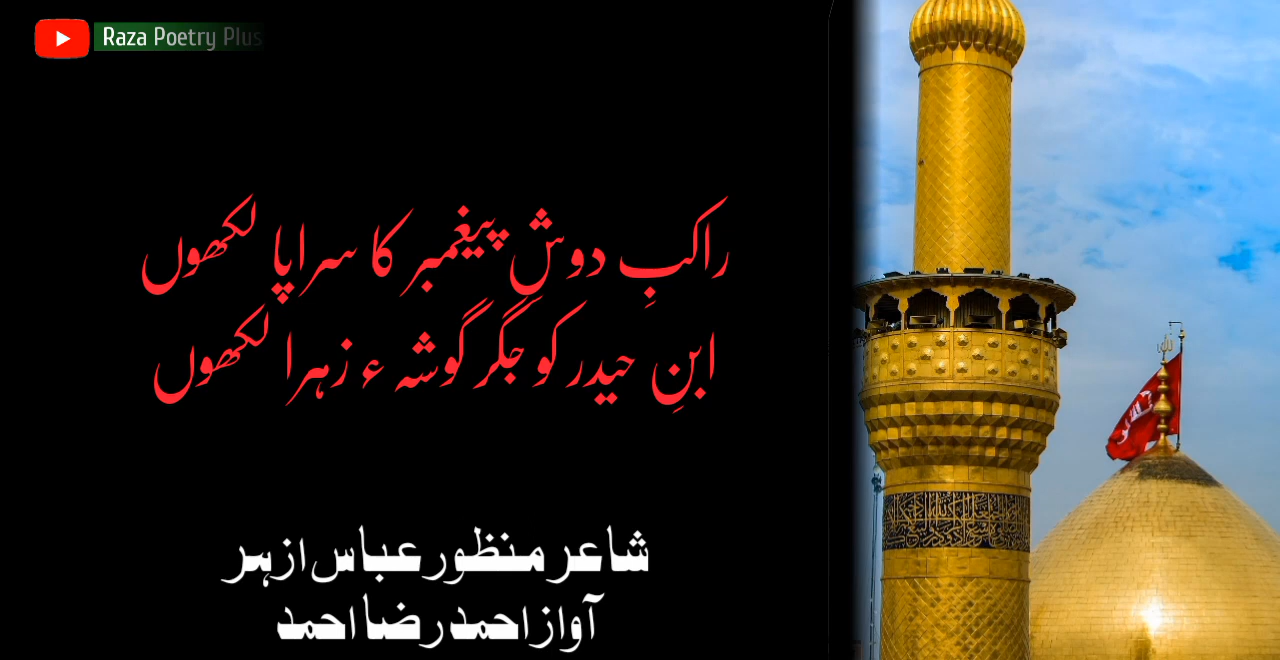 Raza Poetry Plus
راکبِ دوشِ پیغمبر کا سراپا لکھوں
ابنِ حیدر کو جگر گوشہ ء زہرا لکھوں
شاعر منظور عباس ازہر
آواز احمد رضا احمد